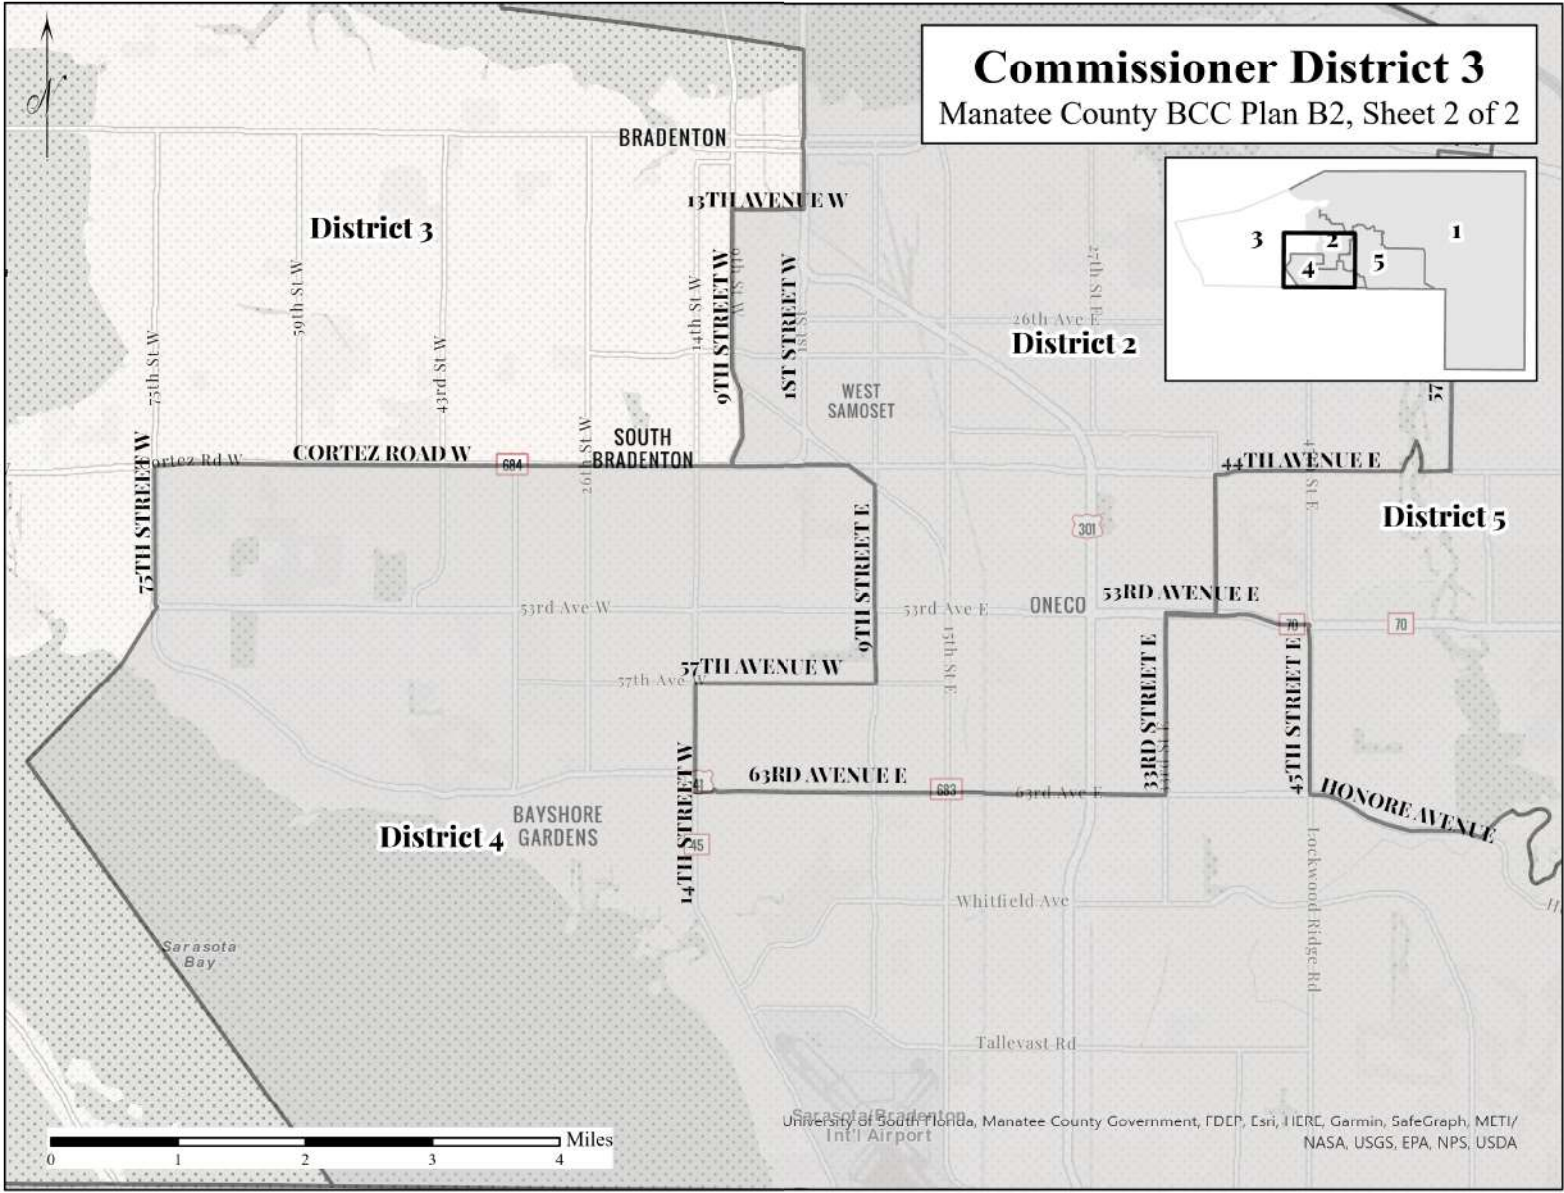 Commissioner District 3
Manatee County BCC Plan B2, Sheet 2 of 2
N
BRADENTON
13TH AVENUE W
District 3
3
2
1
4
5
59th St W
75th St W
43rd St W
14th St W
9TH STREET W
9th St W
1ST STREET W
1st St
27th St E
26th Ave E
District 2
WEST
SAMOSET
57
SOUTH
BRADENTON
CORTEZ ROAD W
Cortez Rd W
684
26th St W
75TH STREET W
44TH AVENUE E
District 5
301
9TH STREET E
53rd Ave W
53rd Ave E
ONECO
53RD AVENUE E
70
70
15th St E
57TH AVENUE W
57th Ave W
33RD STREET E
45TH STREET E
14TH STREET W
41
63RD AVENUE E
683
63rd Ave E
HONORE AVENUE
BAYSHORE
GARDENS
District 4
45
Lockwood Ridge Rd
Whitfield Ave
Sarasota
Bay
Tallevast Rd
Sarasota/Bradenton
Int'l Airport
University of South Florida, Manatee County Government, FDEP, Esri, HERE, Garmin, SafeGraph, METI/
NASA, USGS, EPA, NPS, USDA
Miles
0 1 2 3 4